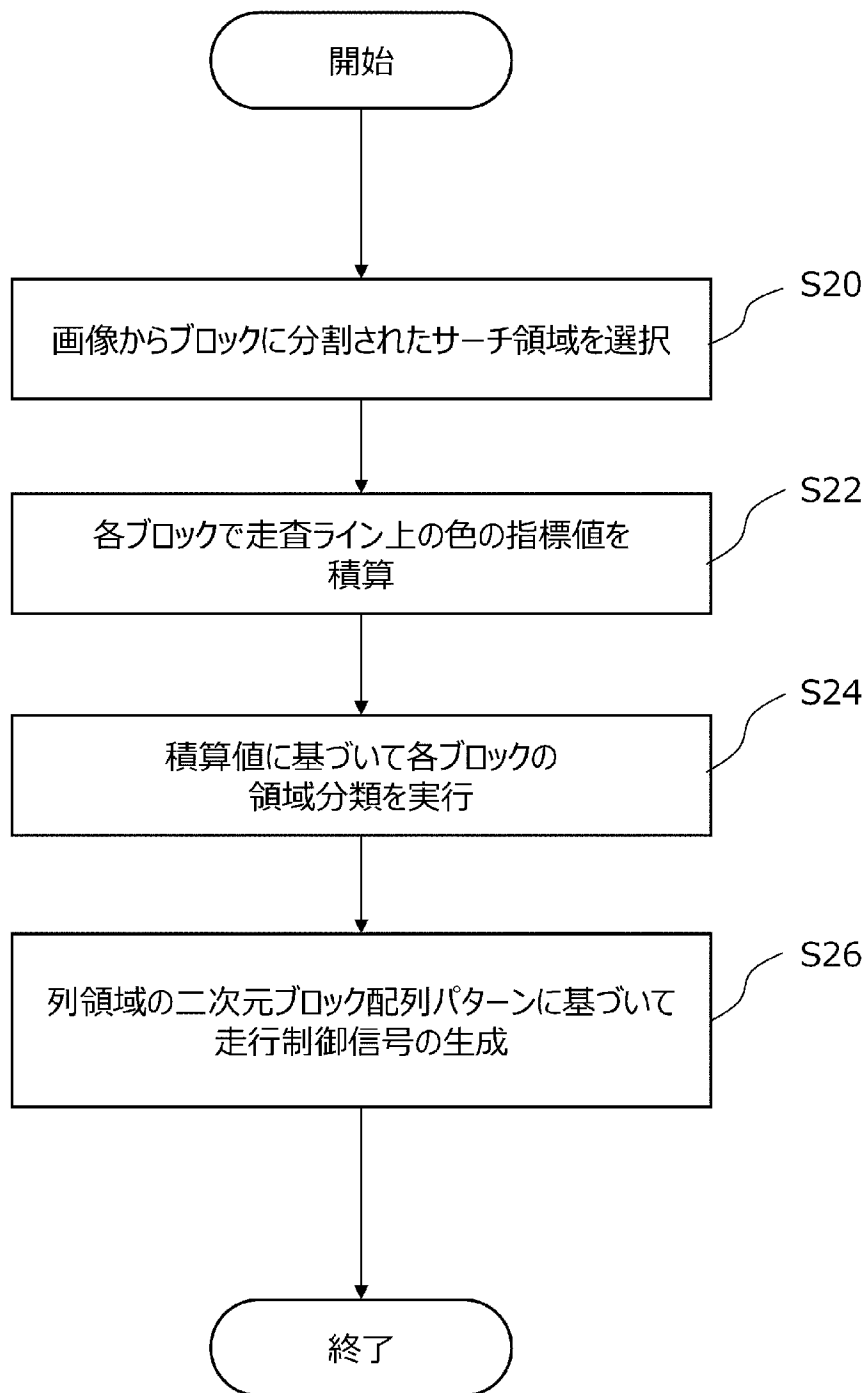 開始
S20
画像からブロックに分割されたサーチ領域を選択
S22
各ブロックで走査ライン上の色の指標値を
積算
S24
積算値に基づいて各ブロックの
領域分類を実行
S26
列領域の二次元ブロック配列パターンに基づいて
走行制御信号の生成
終了